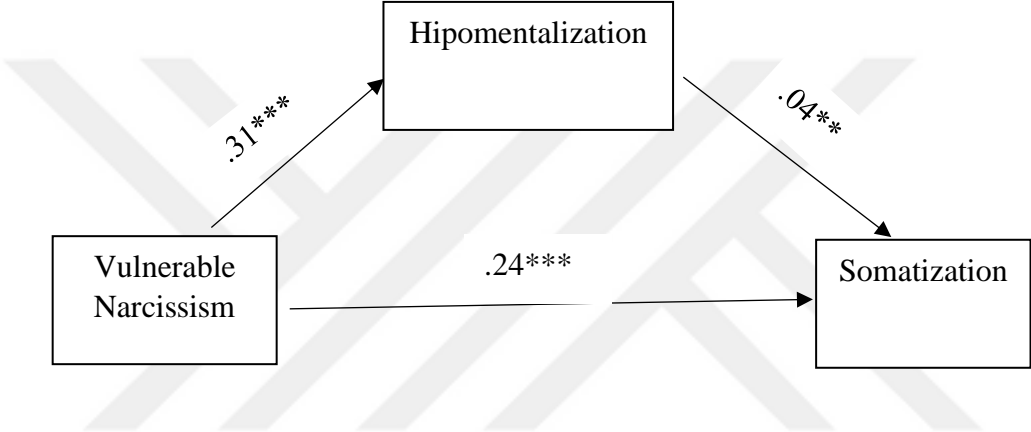 Hipomentalization
.31***
.04**
Vulnerable
Narcissism
.24***
Somatization